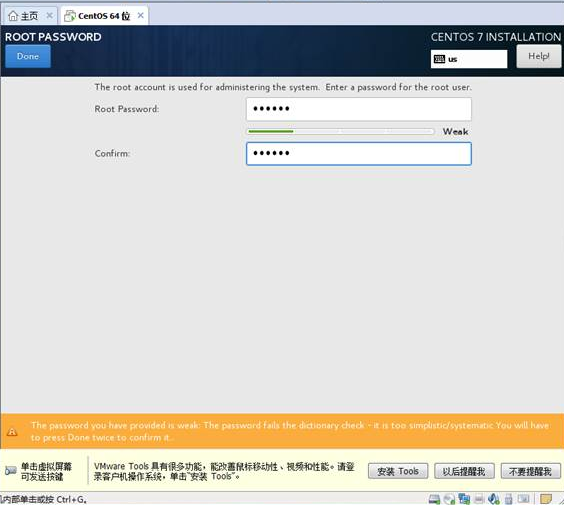 主页
CentOS 64 位
ROOT PASSWORD
CENTOS 7 INSTALLATION
Done
us
Help!
The root account is used for administering the system. Enter a password for the root user.
Root Password:
••••••
Weak
Confirm:
••••••
The password you have provided is weak: The password fails the dictionary check - it is too simplistic/systematic You will have
to press Done twice to confirm it.
单击虚拟屏幕
可发送按键
VMware Tools 具有很多功能，能改善鼠标移动性、视频和性能。请登
录客户机操作系统，单击“安装 Tools”。
安装 Tools
以后提醒我
不要提醒我
机内部单击或按 Ctrl+G。